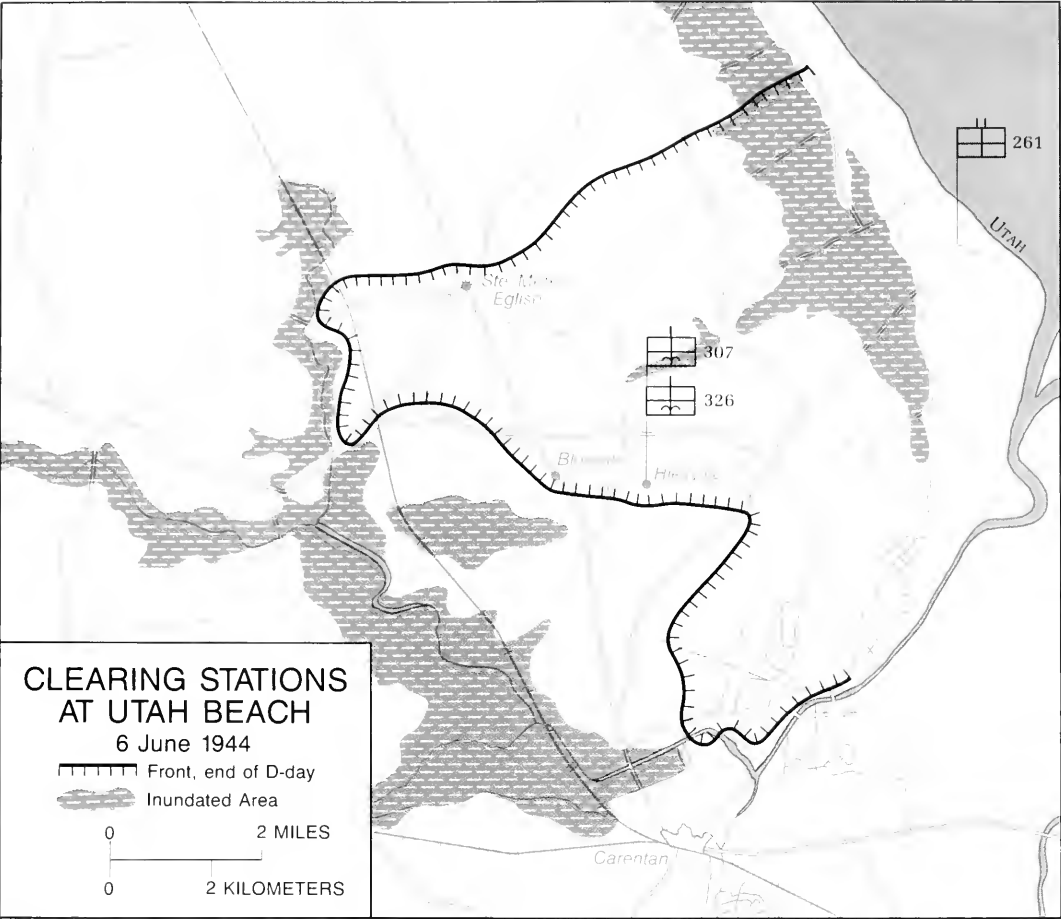 261
UTAH
Ste
Eglise
307
326
CLEARING STATIONS
AT UTAH BEACH
6 June 1944
Front, end of D-day
Inundated Area
0 2 MILES
0 2 KILOMETERS
Carentan